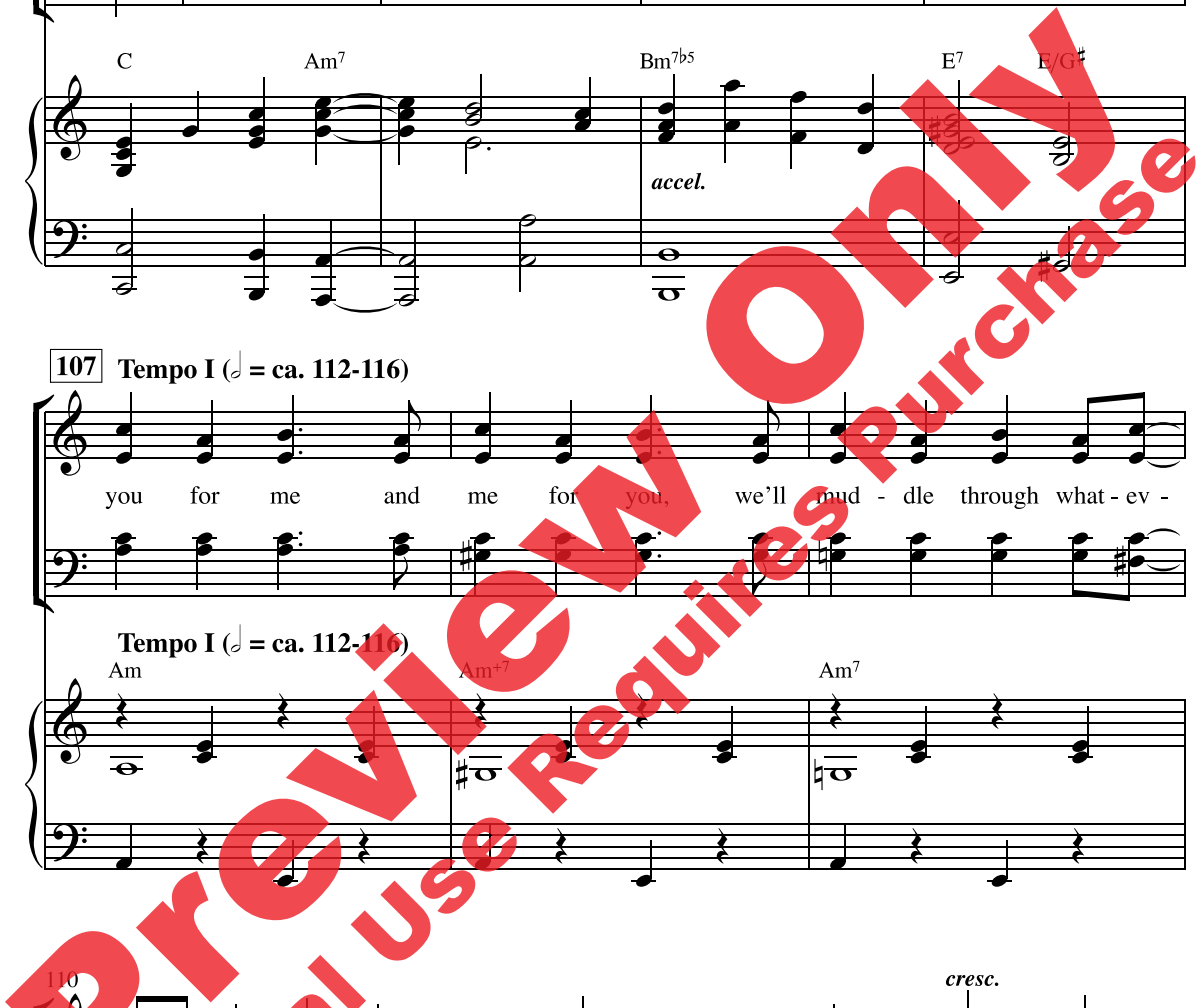 C Am7 Bm7♭5 E7 E/G♯
accel.
107 Tempo I (𝅗𝅥 = ca. 112-116)
you for me and me for you, we'll mud - dle through what - ev -
Tempo I (𝅗𝅥 = ca. 112-116)
Am Am+7 Am7
110 cresc.
Preview Only
Use Requires Purchase